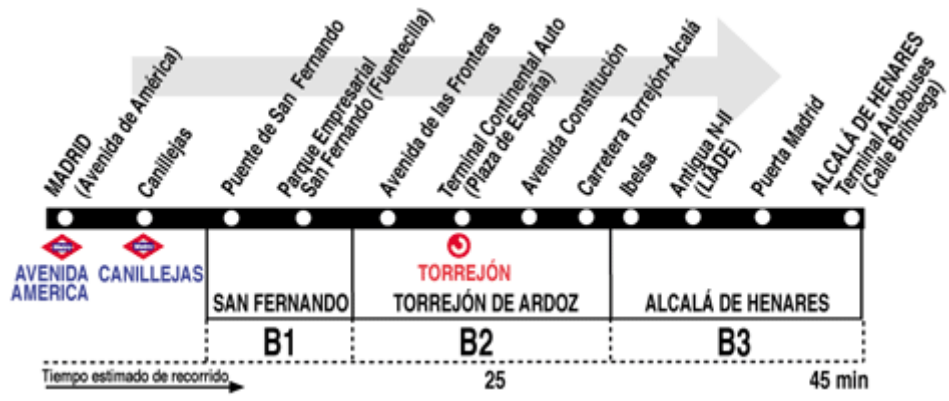 MADRID
(Avenida de América)
Canillejas
Puente de San Fernando
Parque Empresarial
San Fernando (Fuentecilla)
Avenida de las Fronteras
Terminal Continental Auto
(Plaza de España)
Avenida Constitución
Carretera Torrejón-Alcalá
Ibelsa
Antigua N-II
(LIADE)
Puerta Madrid
ALCALÁ DE HENARES
Terminal Autobuses
(Calle Brihuega)
AVENIDA
AMERICA
CANILLEJAS
TORREJÓN
SAN FERNANDO
TORREJÓN DE ARDOZ
ALCALÁ DE HENARES
B1
B2
B3
Tiempo estimado de recorrido
25
45 min